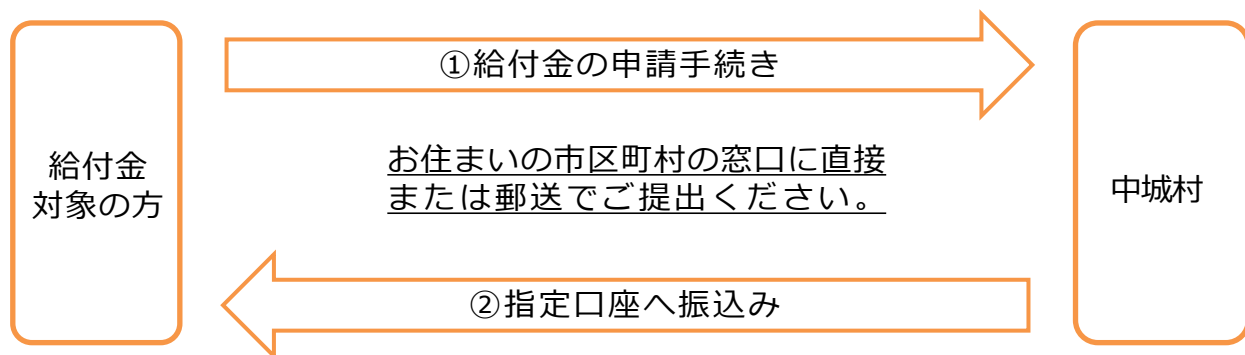 ①給付金の申請手続き
給付金
対象の方
お住まいの市区町村の窓口に直接
または郵送でご提出ください。
中城村
②指定口座へ振込み